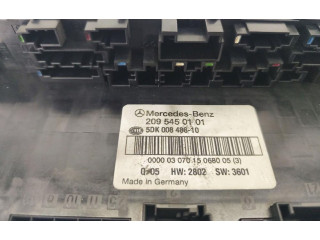 Mercedes-Benz
209 545 01 01
5DK 008 486-10
0000 03 070 15 0680 05 (3)
HW: 2802 SW: 3601
Made in Germany